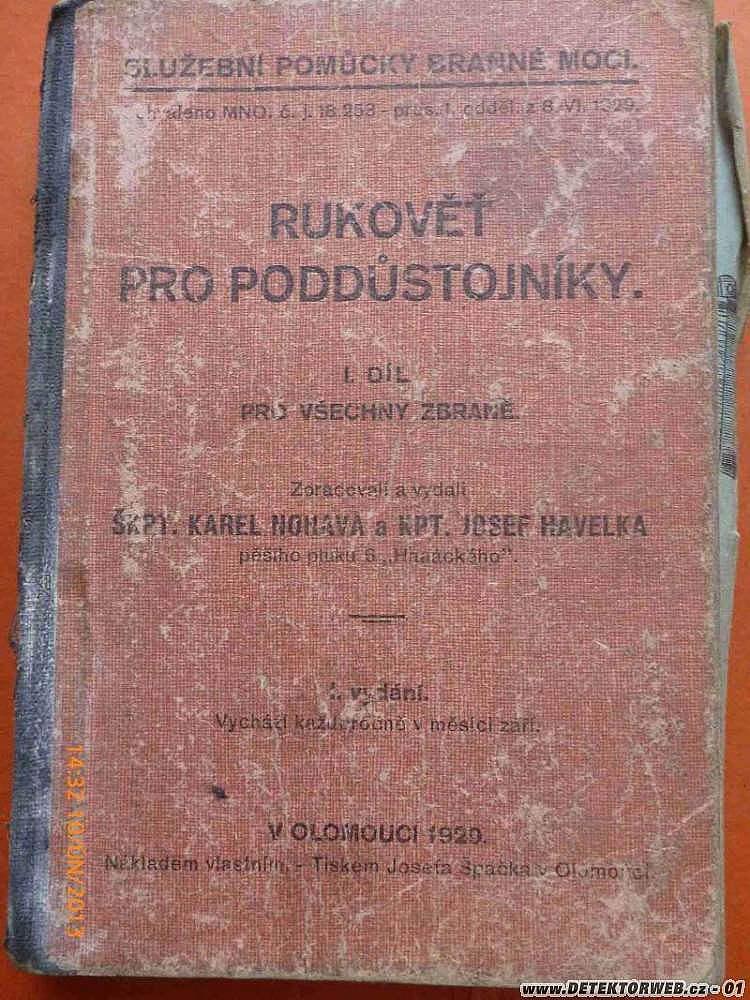 SLUŽEBNÍ POMŮCKY BRANNÉ MOCI.
MNO. č. j. 18.253 - pres. 1. odděl. z 8. VI. 1929.
RUKOVĚŤ
PRO PODDŮSTOJNÍKY.
I. DÍL
PRO VŠECHNY ZBRANĚ.
Zpracovali a vydali
ŠKPT. KAREL NOHAVA a KPT. JOSEF HAVELKA
pěšího pluku 6 „Hanáckého".
vydání.
Vychází každoročně v měsíci září.
V OLOMOUCI 1929.
Nákladem vlastním. - Tiskem Josefa Spáčka v Olomouci.
14:32 10/JUN/2013
www.DETEKTORWEB.cz - 01